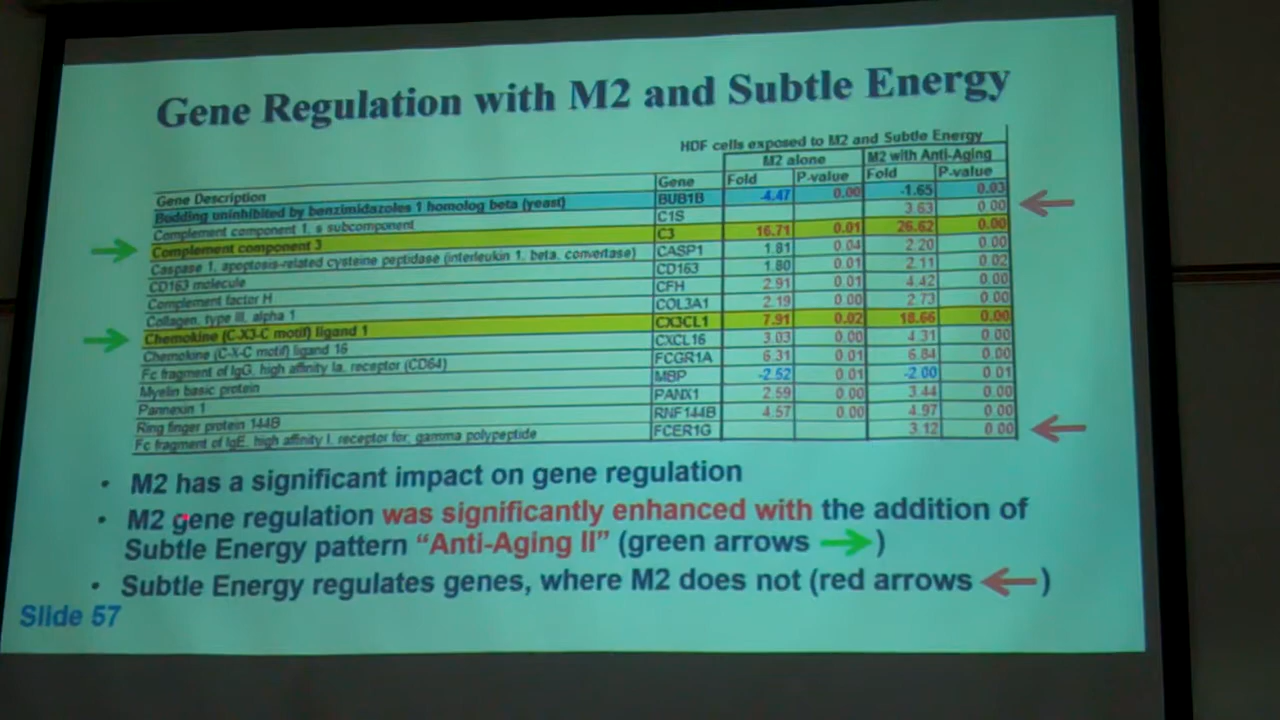 Gene Regulation with M2 and Subtle Energy
HDF cells exposed to M2 and Subtle Energy
M2 alone M2 with Anti-Aging
Gene Description Gene Fold P-value Fold P-value
Budding uninhibited by benzimidazoles 1 homolog beta (yeast) BUB1B -4.47 0.00 -1.65 0.03
Complement component 1, s subcomponent C1S 3.63 0.00
Complement component 3 C3 16.71 0.01 26.62 0.00
Caspase 1, apoptosis-related cysteine peptidase (interleukin 1, beta, convertase) CASP1 1.81 0.04 2.20 0.00
CD163 molecule CD163 1.80 0.01 2.11 0.02
Complement factor H CFH 2.91 0.01 4.42 0.00
Collagen, type III, alpha 1 COL3A1 2.19 0.00 2.73 0.00
Chemokine (C-X3-C motif) ligand 1 CX3CL1 7.91 0.02 18.66 0.00
Chemokine (C-X-C motif) ligand 16 CXCL16 3.03 0.00 4.31 0.00
Fc fragment of IgG, high affinity Ia, receptor (CD64) FCGR1A 6.31 0.01 6.84 0.00
Myelin basic protein MBP -2.52 0.01 -2.00 0.01
Pannexin 1 PANX1 2.59 0.00 3.44 0.00
Ring finger protein 144B RNF144B 4.57 0.00 4.97 0.00
Fc fragment of IgE, high affinity I, receptor for; gamma polypeptide FCER1G 3.12 0.00
• M2 has a significant impact on gene regulation
• M2 gene regulation was significantly enhanced with the addition of
Subtle Energy pattern “Anti-Aging II” (green arrows →)
• Subtle Energy regulates genes, where M2 does not (red arrows ←)
Slide 57